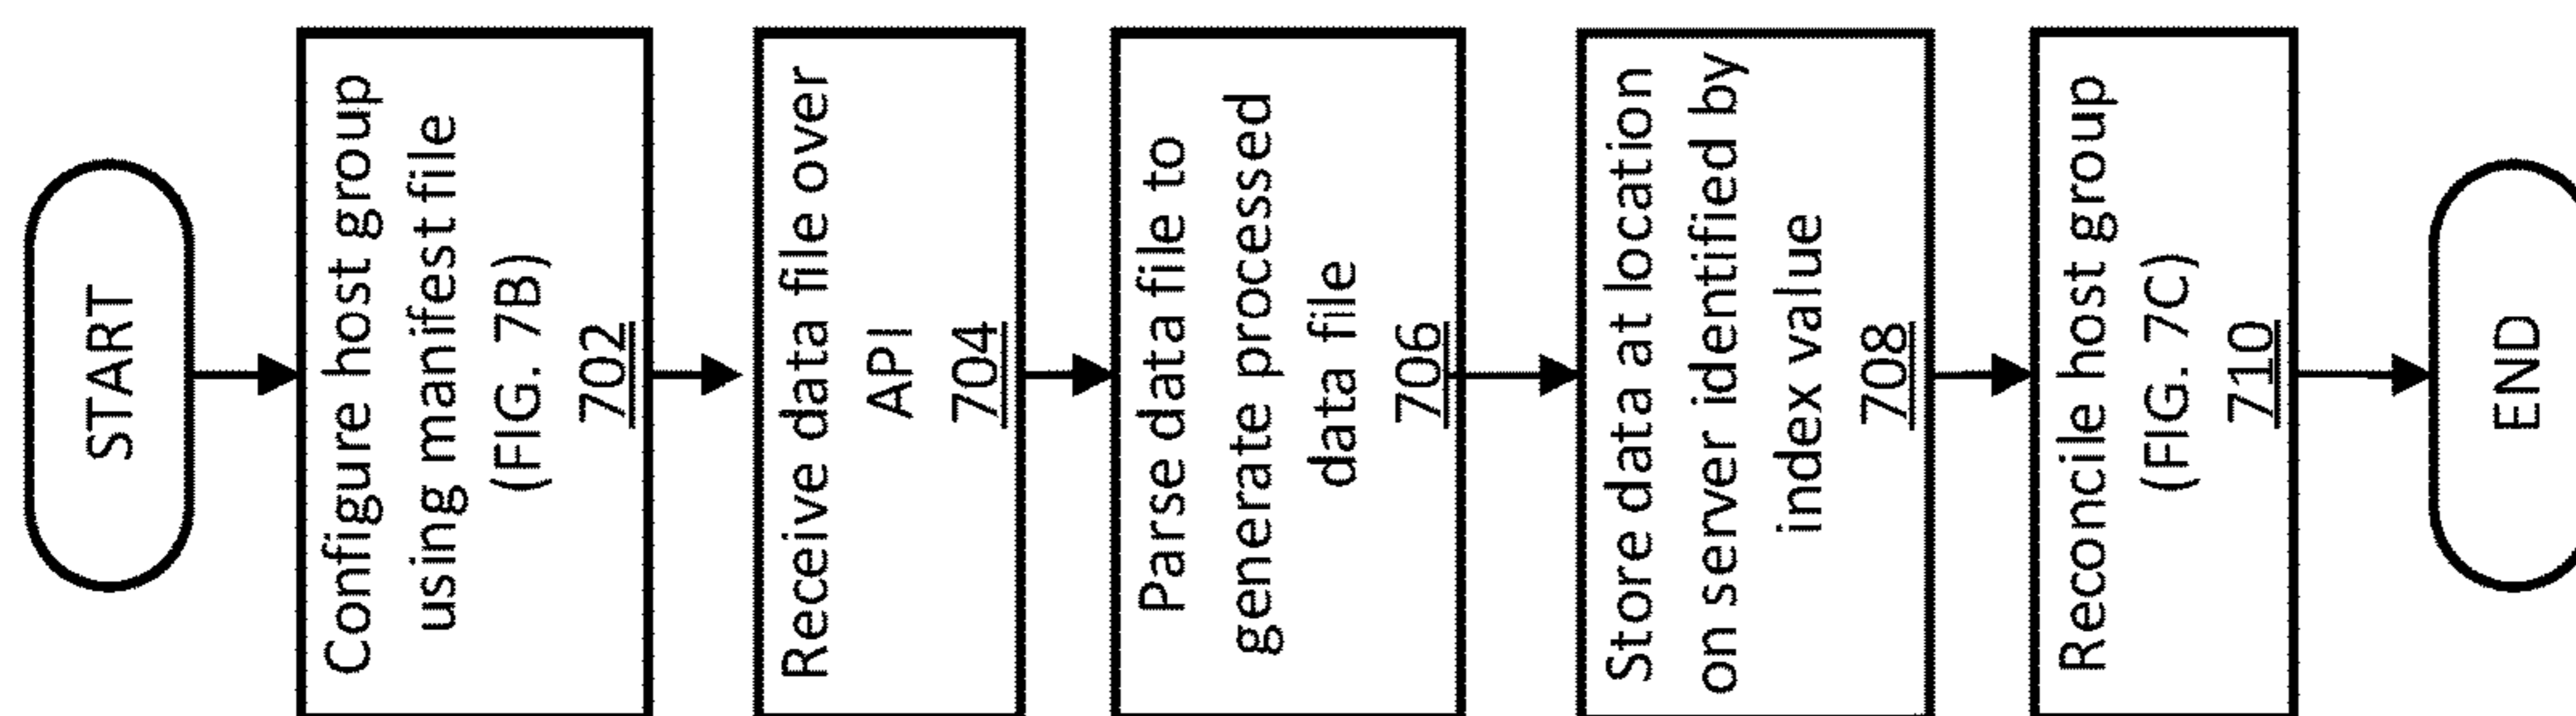 START
Configure host group
using manifest file
(FIG. 7B)
702
Receive data file over
API
704
Parse data file to
generate processed
data file
706
Store data at location
on server identified by
index value
708
Reconcile host group
(FIG. 7C)
710
END